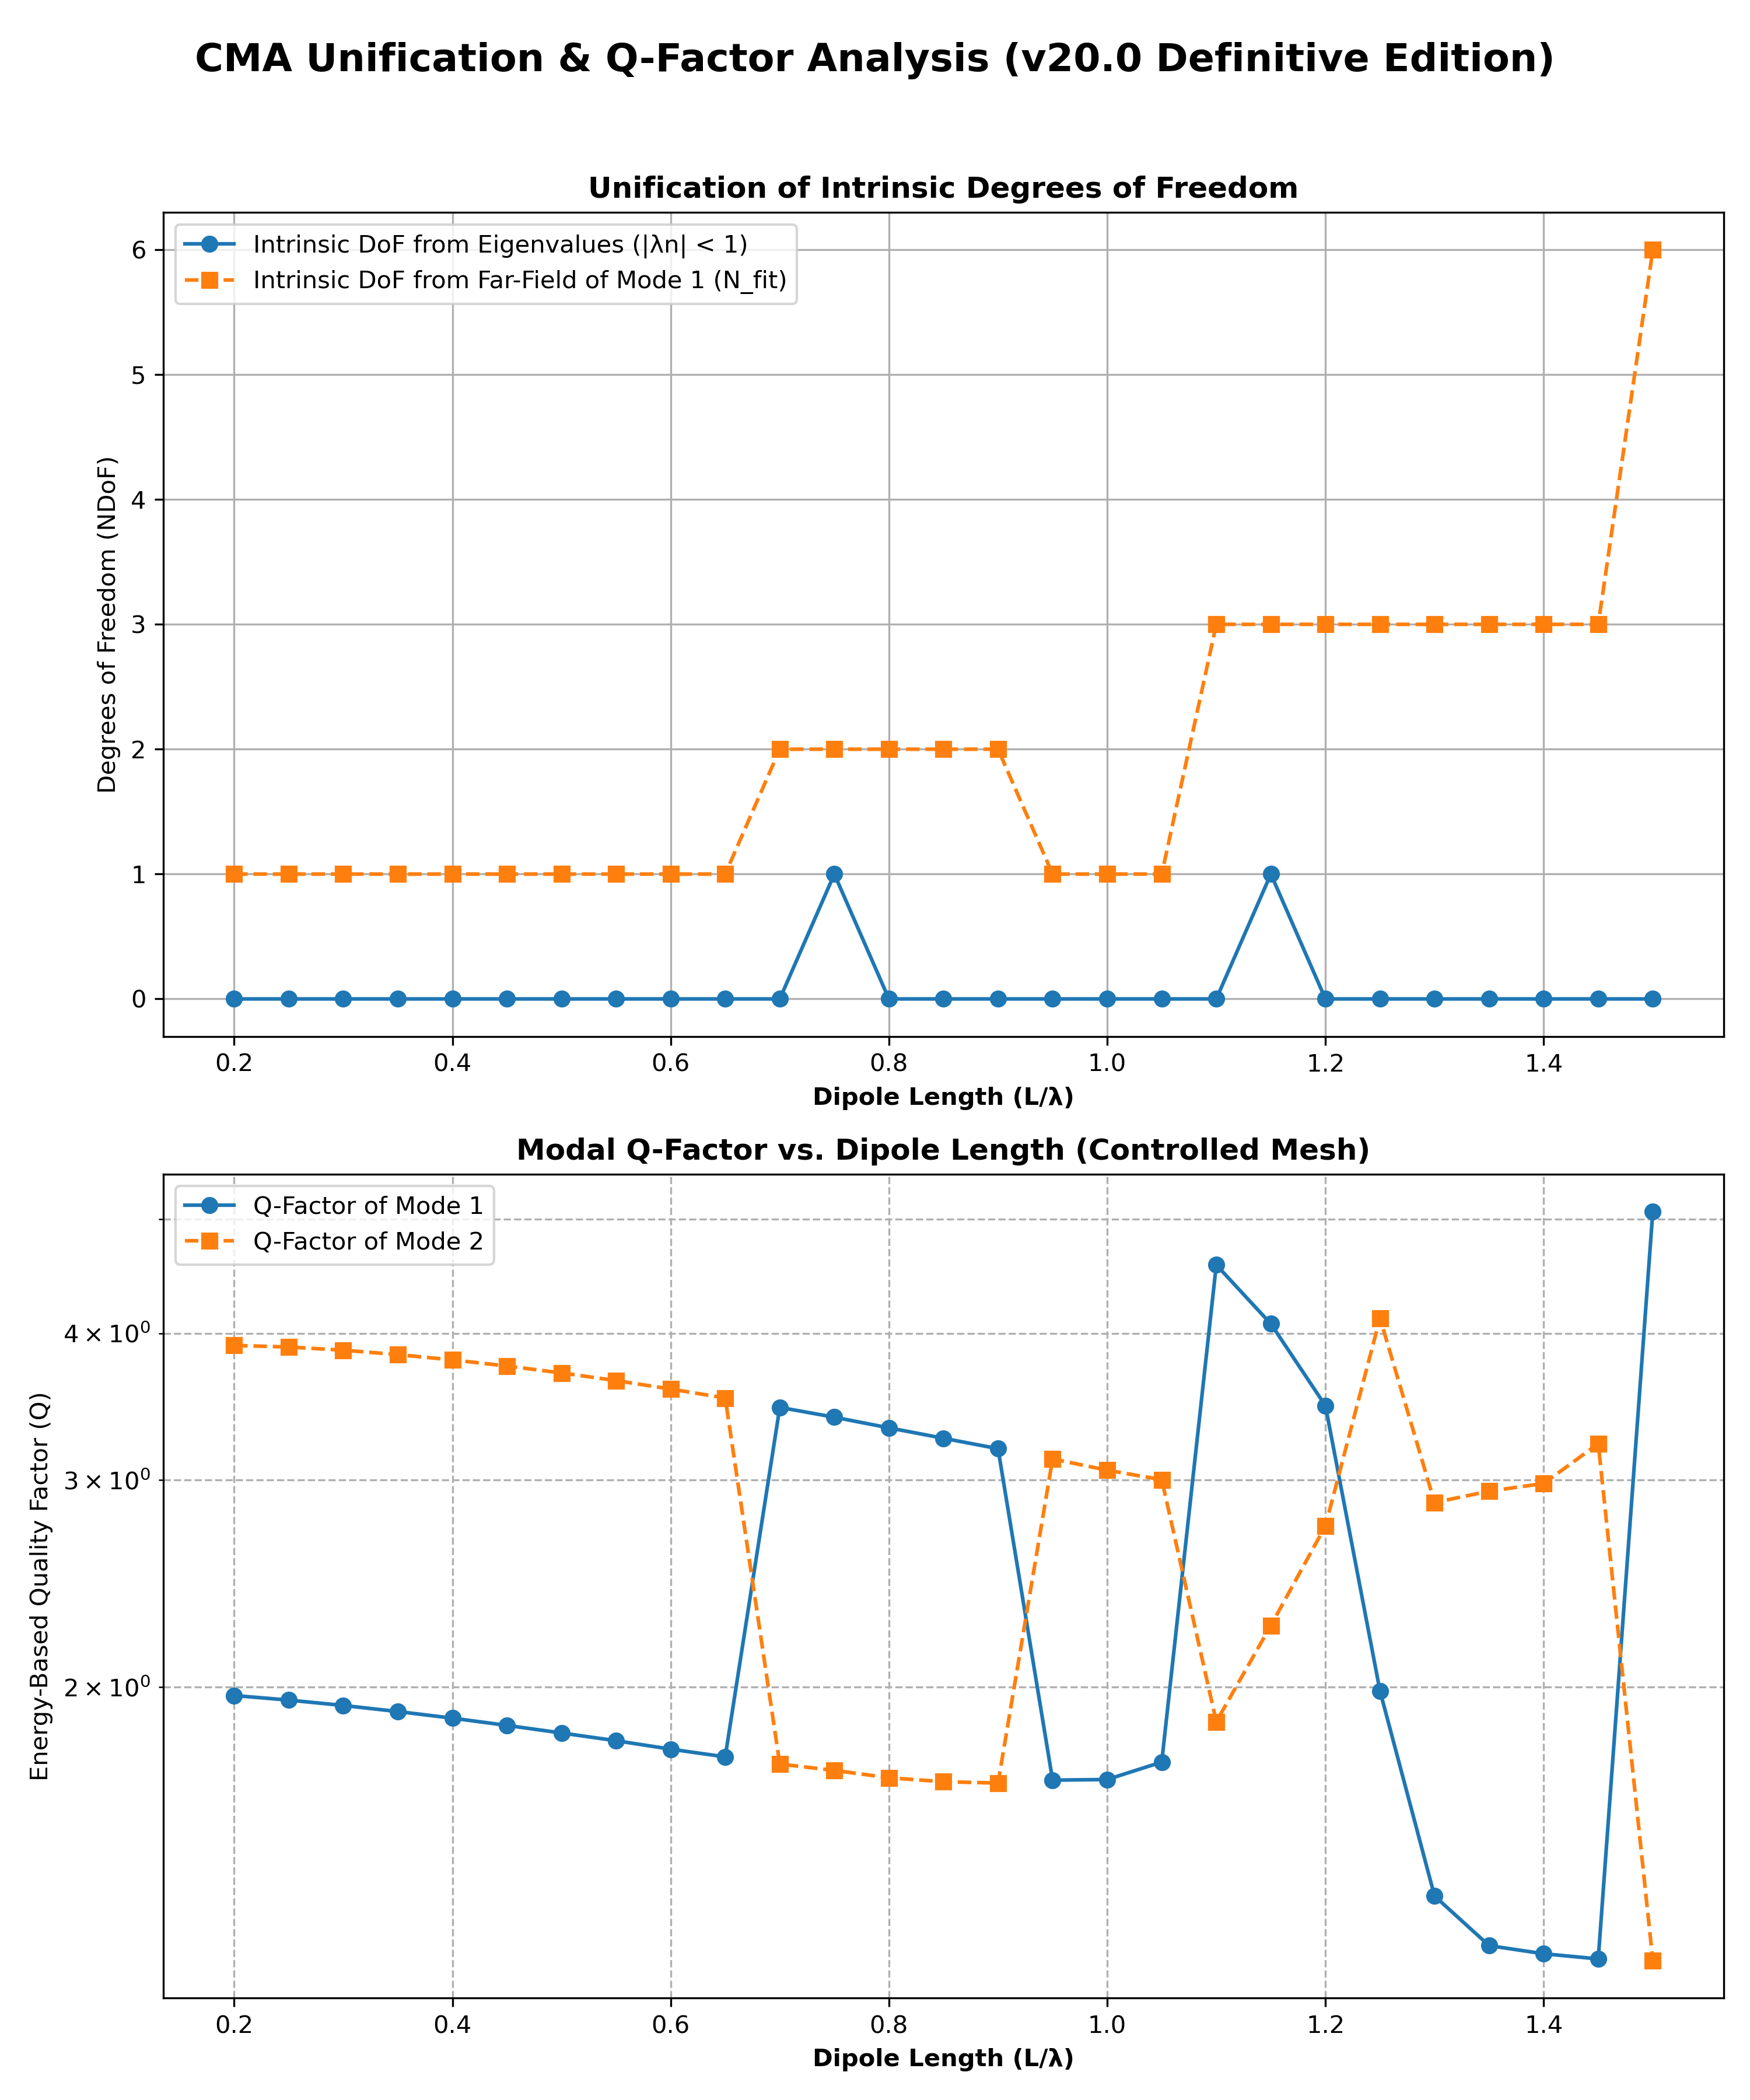 CMA Unification & Q-Factor Analysis (v20.0 Definitive Edition)
Unification of Intrinsic Degrees of Freedom
Intrinsic DoF from Eigenvalues (|λn| < 1)
Intrinsic DoF from Far-Field of Mode 1 (N_fit)
Degrees of Freedom (NDoF)
6
5
4
3
2
1
0
0.2 0.4 0.6 0.8 1.0 1.2 1.4
Dipole Length (L/λ)
Modal Q-Factor vs. Dipole Length (Controlled Mesh)
Q-Factor of Mode 1
Q-Factor of Mode 2
Energy-Based Quality Factor (Q)
4 × 10⁰
3 × 10⁰
2 × 10⁰
0.2 0.4 0.6 0.8 1.0 1.2 1.4
Dipole Length (L/λ)